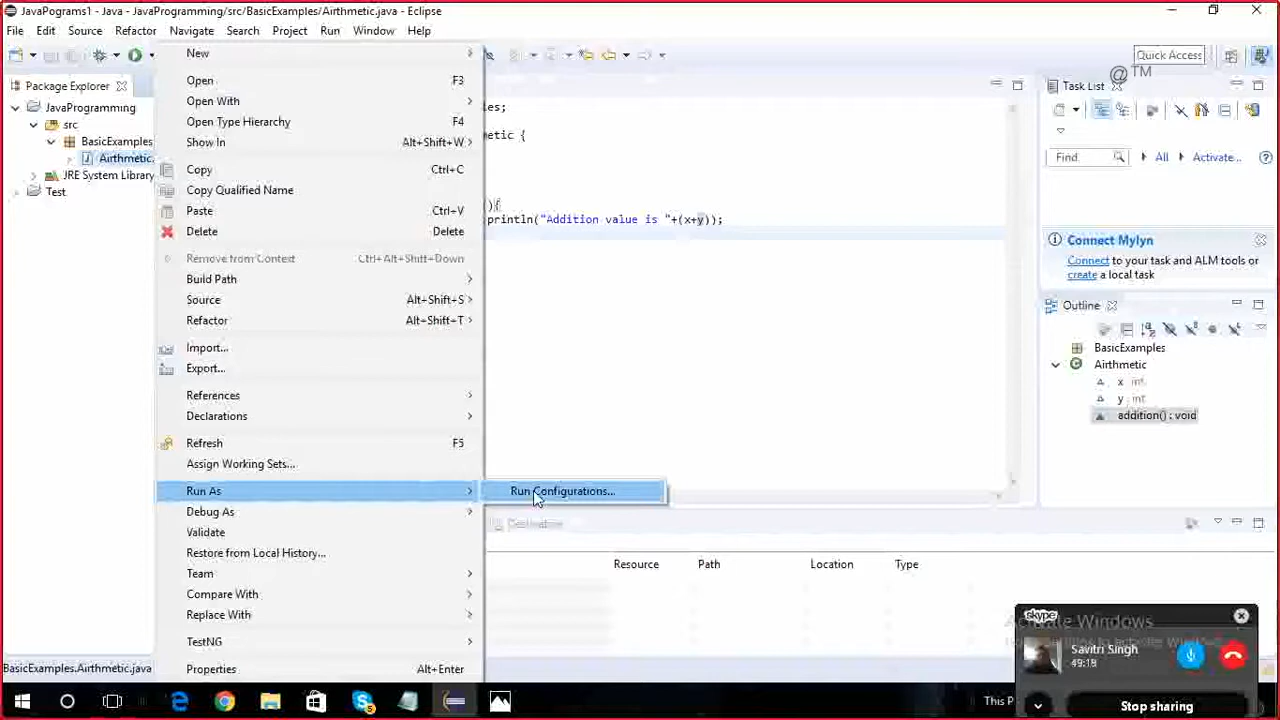 JavaPograms1 - Java - JavaProgramming/src/BasicExamples/Airthmetic.java - Eclipse
File Edit Source Refactor Navigate Search Project Run Window Help
Quick Access
@™
Package Explorer
JavaProgramming
src
BasicExamples
Airthmetic.
JRE System Library
Test
New
Open F3
Open With
Open Type Hierarchy F4
Show In Alt+Shift+W
Copy Ctrl+C
Copy Qualified Name
Paste Ctrl+V
Delete Delete
Remove from Context Ctrl+Alt+Shift+Down
Build Path
Source Alt+Shift+S
Refactor Alt+Shift+T
Import...
Export...
References
Declarations
Refresh F5
Assign Working Sets...
Run As
Debug As
Validate
Restore from Local History...
Team
Compare With
Replace With
TestNG
Properties Alt+Enter
Run Configurations...
les;
metic {
(){
println("Addition value is "+(x+y));
Task List
Find All Activate...
Connect Mylyn
Connect to your task and ALM tools or
create a local task
Outline
BasicExamples
Airthmetic
x int
y int
addition() : void
Declaration
Resource Path Location Type
BasicExamples.Airthmetic.java
skype
Activate Windows
Savitri Singh
49:18
Stop sharing
This P